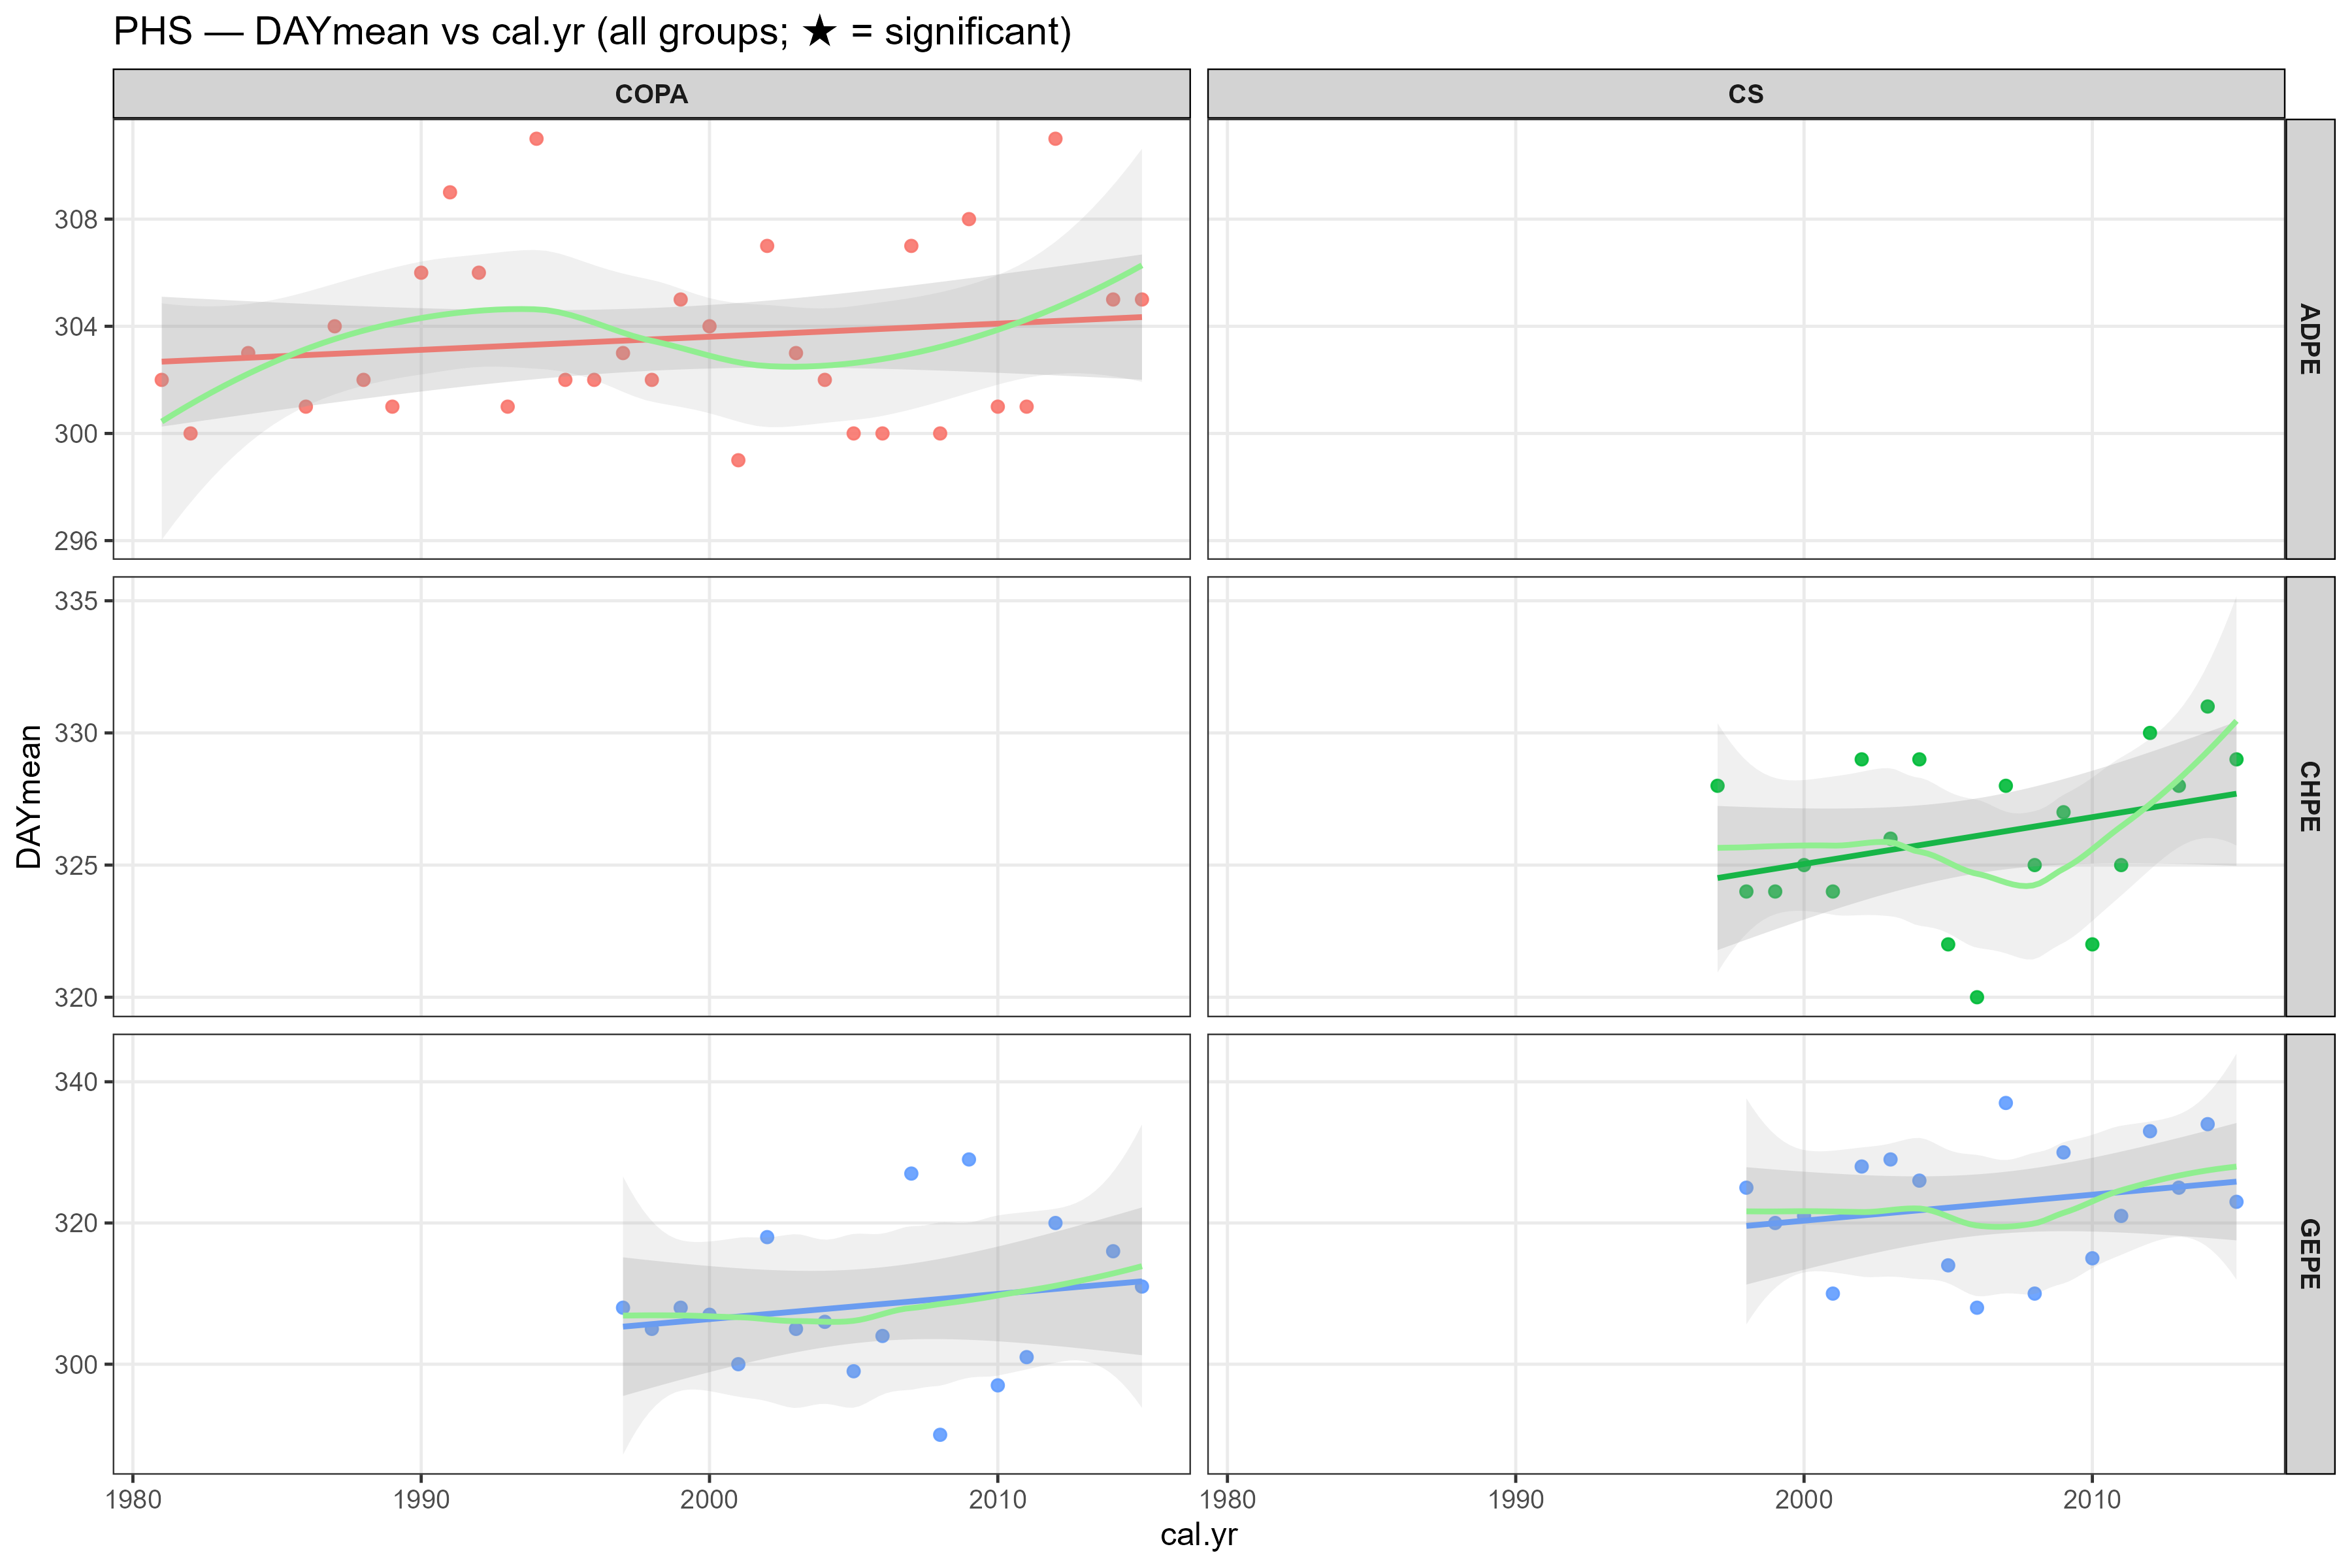 PHS — DAYmean vs cal.yr (all groups; ★ = significant)
COPA
CS
308
304
300
296
ADPE
335
330
325
320
CHPE
DAYmean
340
320
300
GEPE
1980
1990
2000
2010
1980
1990
2000
2010
cal.yr